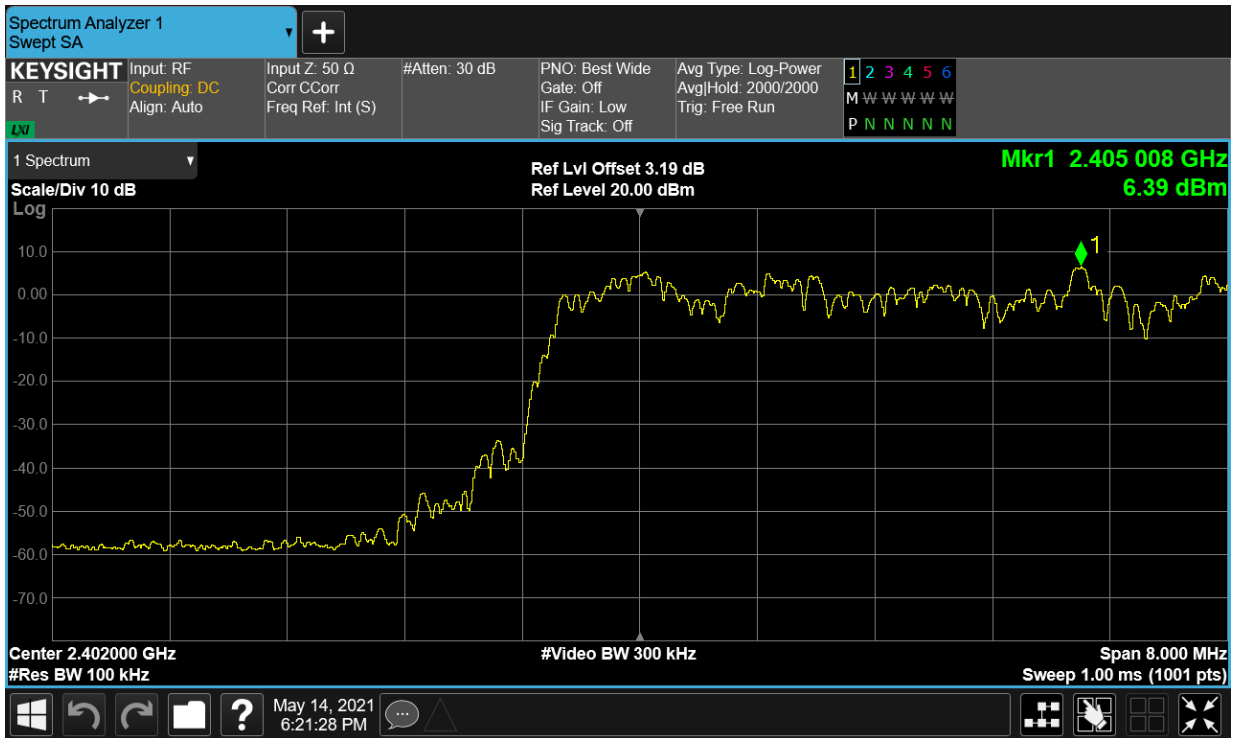 Spectrum Analyzer 1
Swept SA
KEYSIGHT
R T
LXI
Input: RF
Coupling: DC
Align: Auto
Input Z: 50 Ω
Corr CCorr
Freq Ref: Int (S)
#Atten: 30 dB
PNO: Best Wide
Gate: Off
IF Gain: Low
Sig Track: Off
Avg Type: Log-Power
Avg|Hold: 2000/2000
Trig: Free Run
1 2 3 4 5 6
M W W W W W
P N N N N N
1 Spectrum
Scale/Div 10 dB
Ref Lvl Offset 3.19 dB
Ref Level 20.00 dBm
Mkr1 2.405 008 GHz
6.39 dBm
Log
1
10.0
0.00
-10.0
-20.0
-30.0
-40.0
-50.0
-60.0
-70.0
Center 2.402000 GHz
#Res BW 100 kHz
#Video BW 300 kHz
Span 8.000 MHz
Sweep 1.00 ms (1001 pts)
?
May 14, 2021
6:21:28 PM